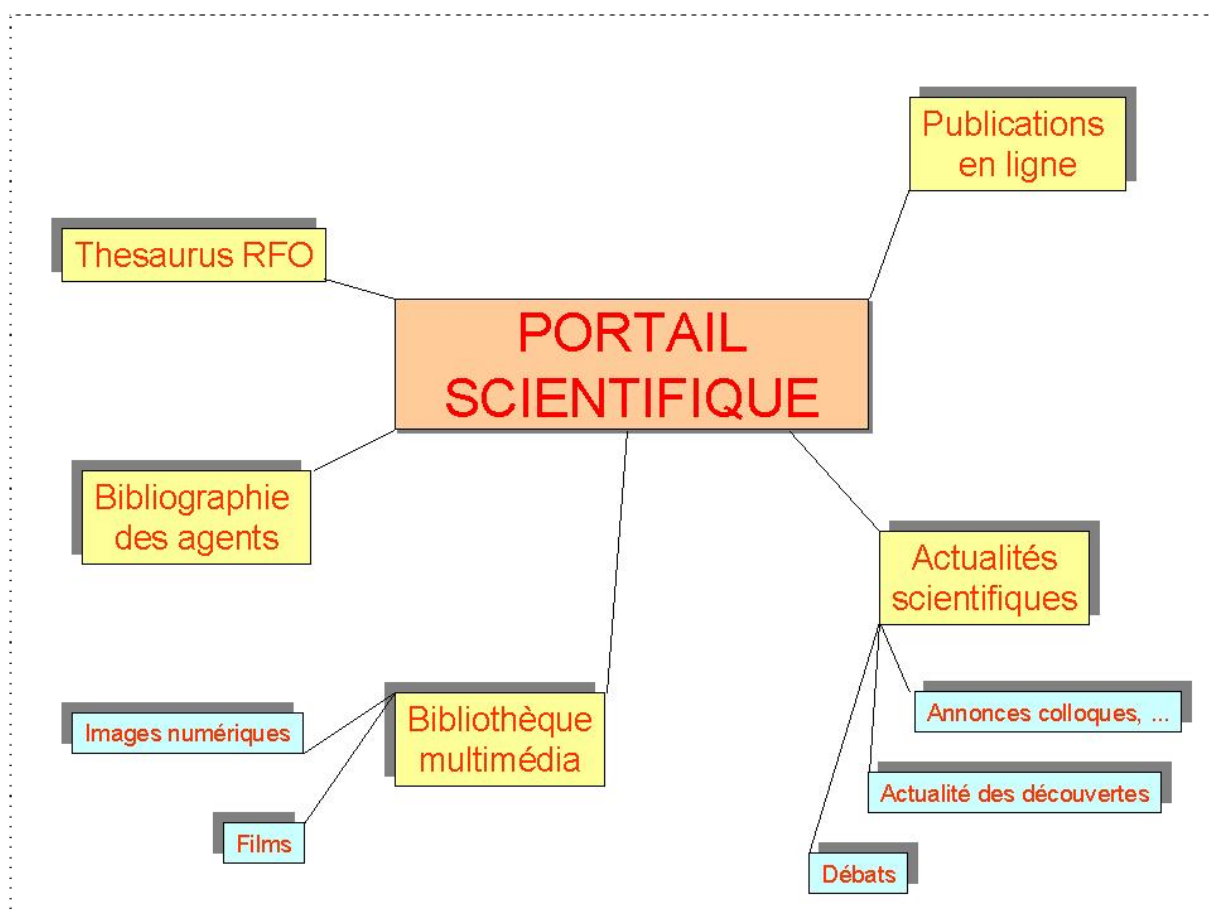 Publications
en ligne
Thesaurus RFO
PORTAIL
SCIENTIFIQUE
Bibliographie
des agents
Actualités
scientifiques
Bibliothèque
multimédia
Images numériques
Films
Annonces colloques, ...
Actualité des découvertes
Débats